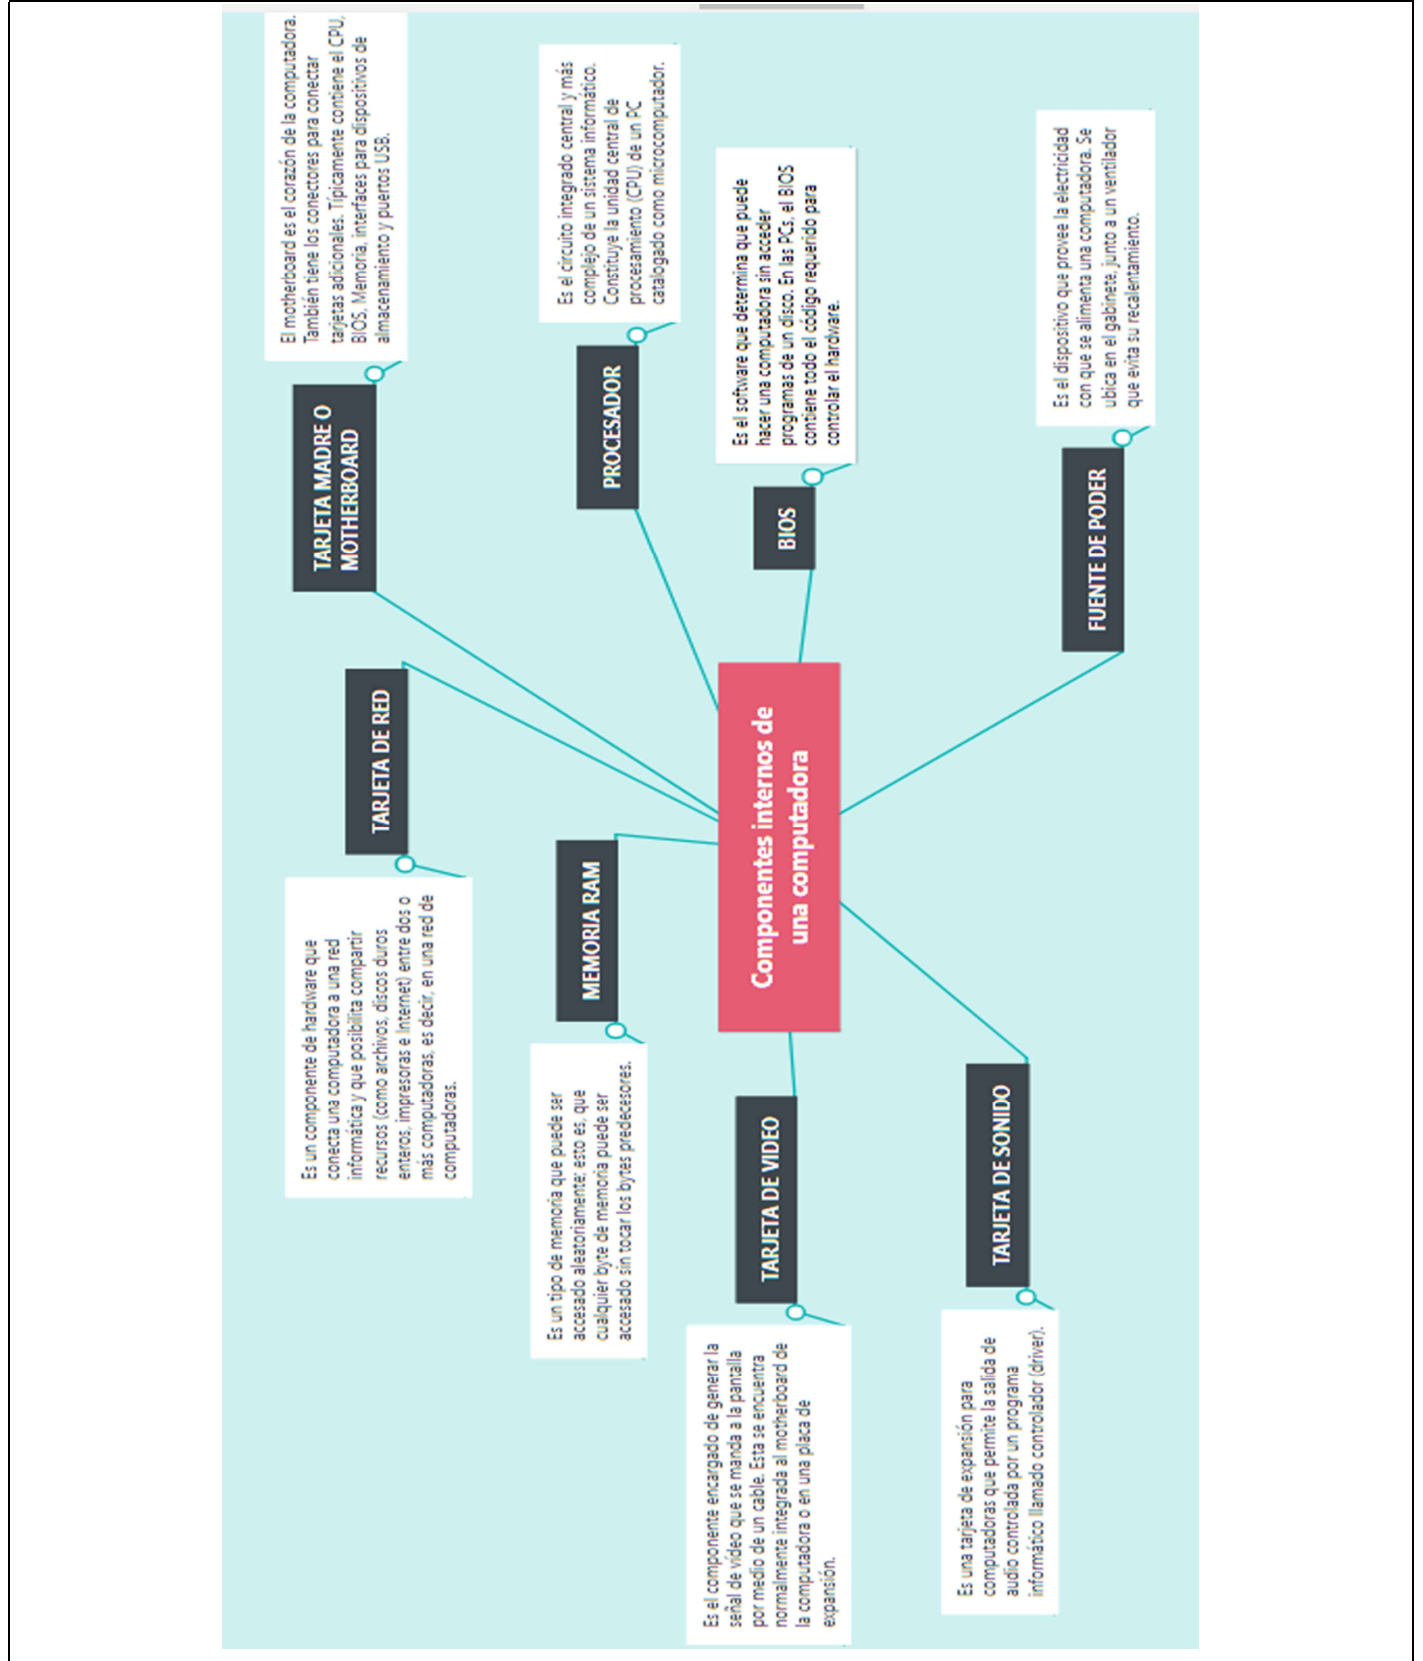 Componentes internos de
una computadora
TARJETA DE RED
Es un componente de hardware que
conecta una computadora a una red
informática y que posibilita compartir
recursos (como archivos, discos duros
enteros, impresoras e Internet) entre dos o
más computadoras, es decir, en una red de
computadoras.
TARJETA MADRE O
MOTHERBOARD
El motherboard es el corazón de la computadora.
También tiene los conectores para conectar
tarjetas adicionales. Típicamente contiene el CPU,
BIOS, Memoria, interfaces para dispositivos de
almacenamiento y puertos USB.
MEMORIA RAM
Es un tipo de memoria que puede ser
accesado aleatoriamente; esto es, que
cualquier byte de memoria puede ser
accesado sin tocar los bytes predecesores.
PROCESADOR
Es el circuito integrado central y más
complejo de un sistema informático.
Constituye la unidad central de
procesamiento (CPU) de un PC
catalogado como microcomputador.
TARJETA DE VIDEO
Es el componente encargado de generar la
señal de vídeo que se manda a la pantalla
por medio de un cable. Esta se encuentra
normalmente integrada al motherboard de
la computadora o en una placa de
expansión.
BIOS
Es el software que determina que puede
hacer una computadora sin acceder
programas de un disco. En las PCs, el BIOS
contiene todo el código requerido para
controlar el hardware.
TARJETA DE SONIDO
Es una tarjeta de expansión para
computadoras que permite la salida de
audio controlada por un programa
informático llamado controlador (driver).
FUENTE DE PODER
Es el dispositivo que provee la electricidad
con que se alimenta una computadora. Se
ubica en el gabinete, junto a un ventilador
que evita su recalentamiento.